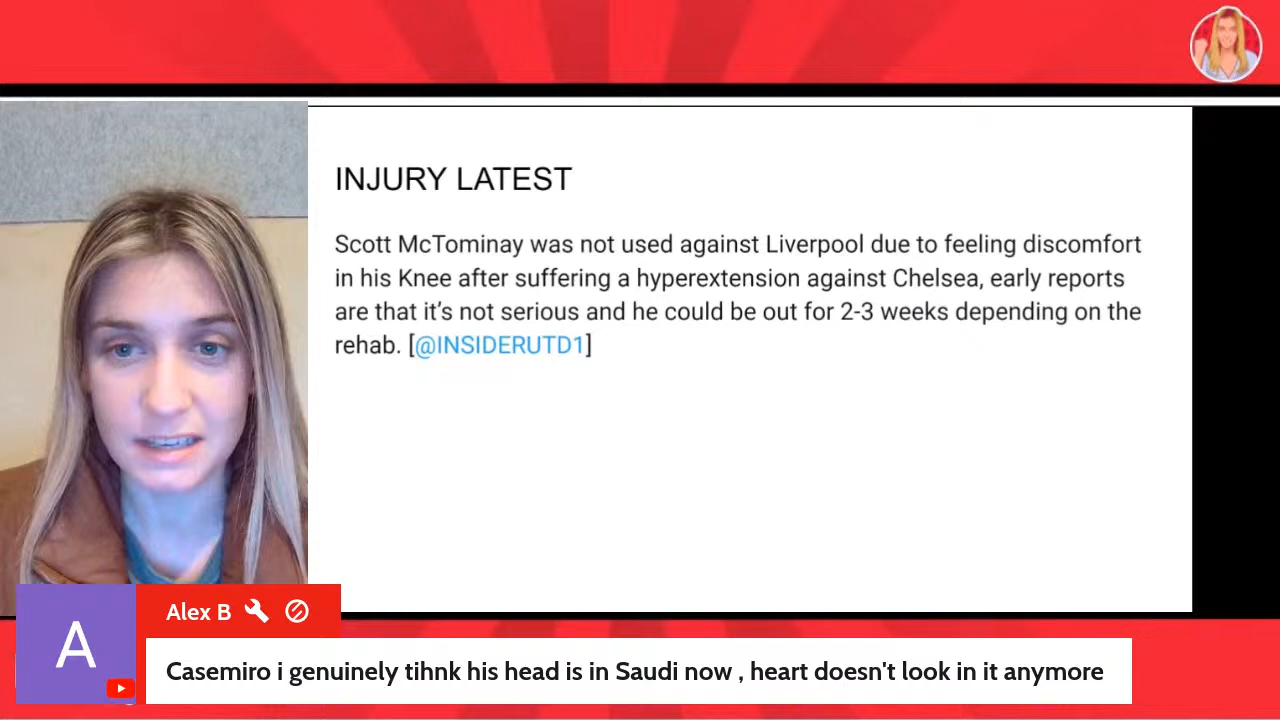 INJURY LATEST
Scott McTominay was not used against Liverpool due to feeling discomfort
in his Knee after suffering a hyperextension against Chelsea, early reports
are that it’s not serious and he could be out for 2-3 weeks depending on the
rehab. [@INSIDERUTD1]
A
Alex B
Casemiro i genuinely tihnk his head is in Saudi now , heart doesn't look in it anymore